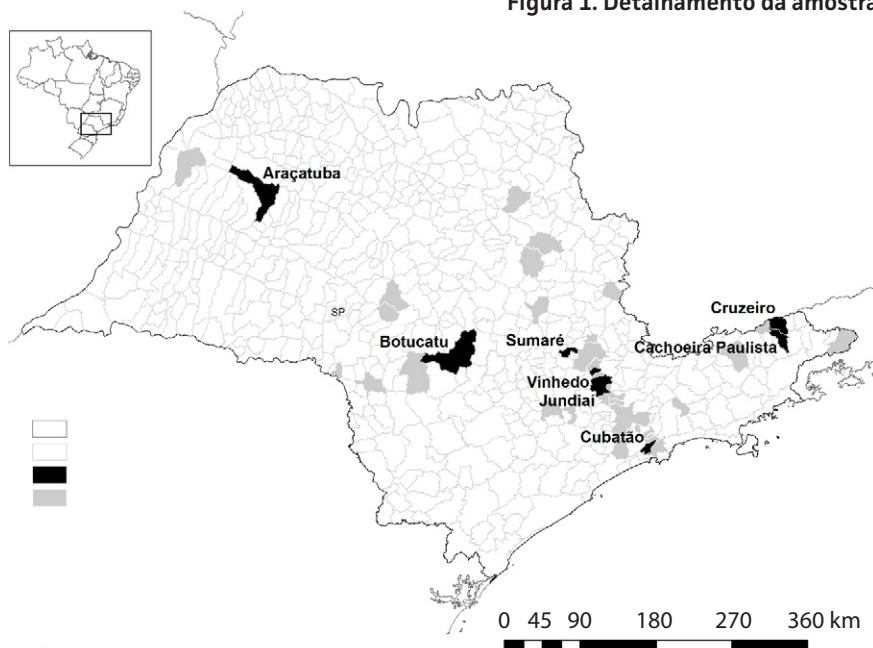 Figura 1. Detalhamento da amostra
Araçatuba
SP
Cruzeiro
Botucatu
Sumaré
Cachoeira Paulista
Vinhedo
Jundiaí
Cubatão
0 45 90 180 270 360 km